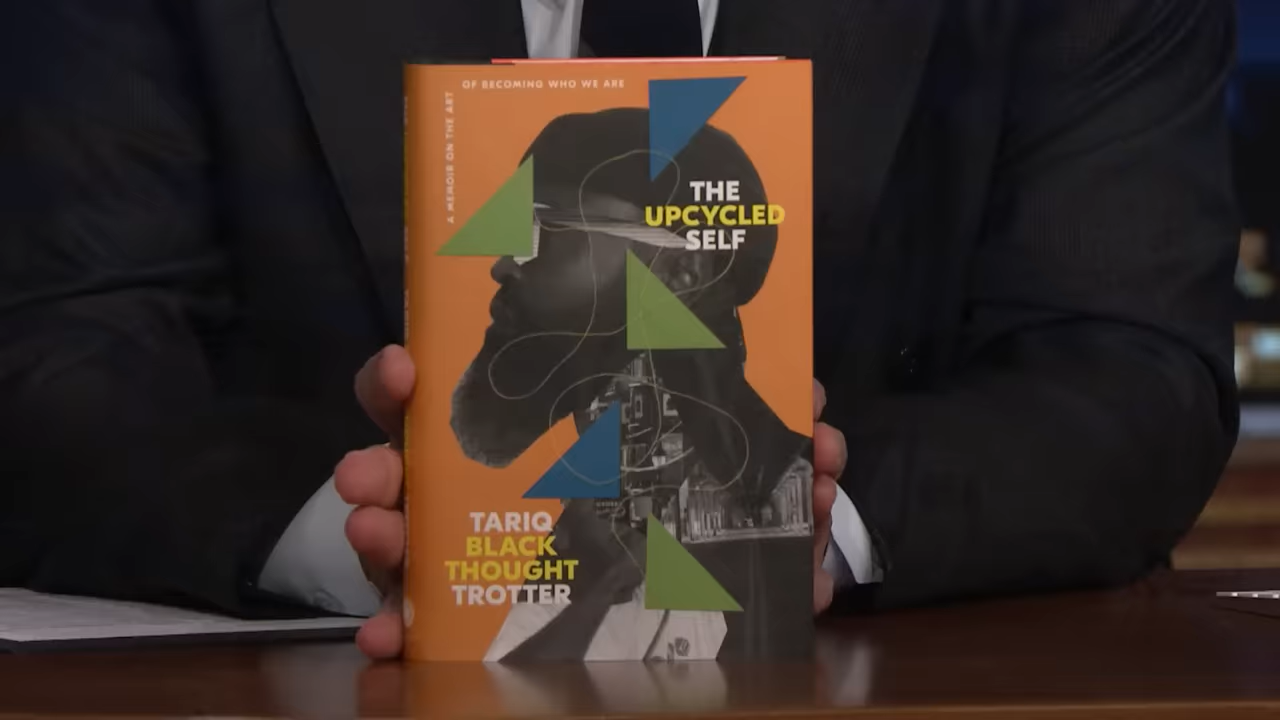 A MEMOIR ON THE ART
OF BECOMING WHO WE ARE
THE
UPCYCLED
SELF
TARIQ
BLACK
THOUGHT
TROTTER